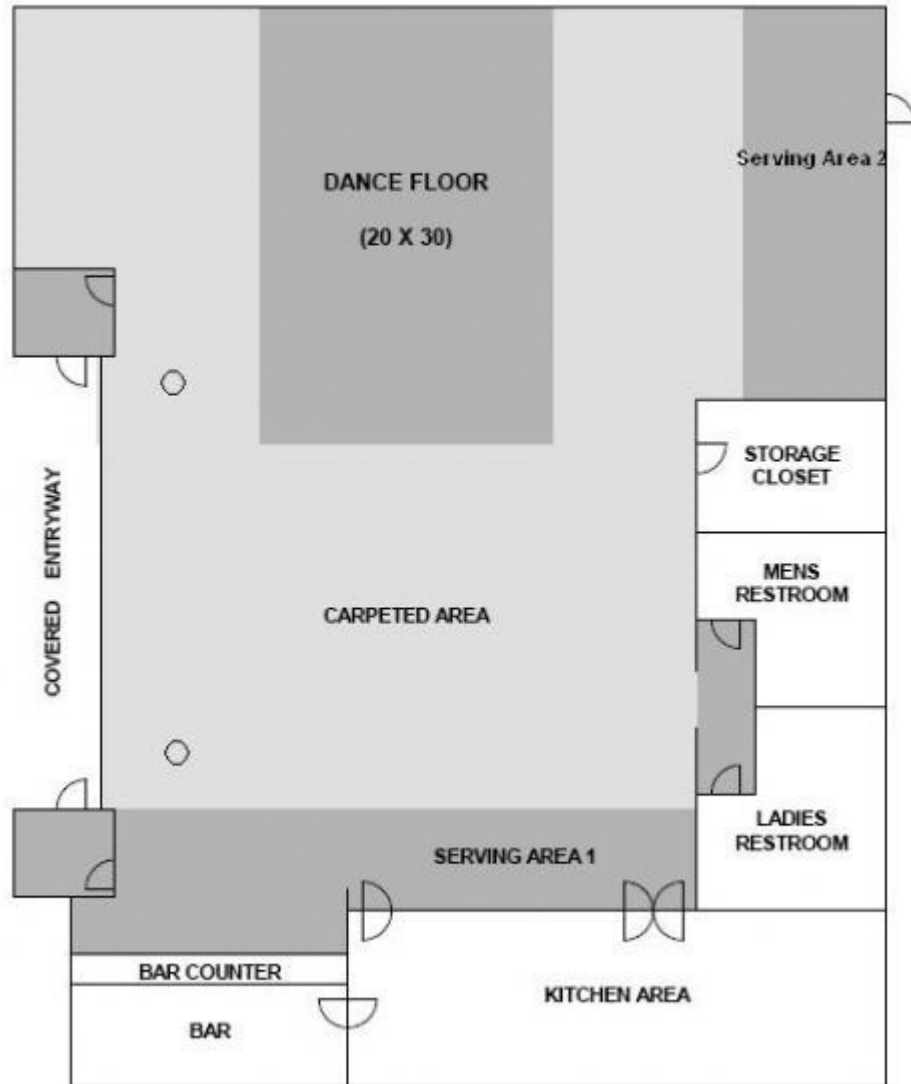 Serving Area 2
DANCE FLOOR
(20 X 30)
STORAGE
CLOSET
COVERED ENTRYWAY
MENS
RESTROOM
CARPETED AREA
LADIES
RESTROOM
SERVING AREA 1
BAR COUNTER
KITCHEN AREA
BAR